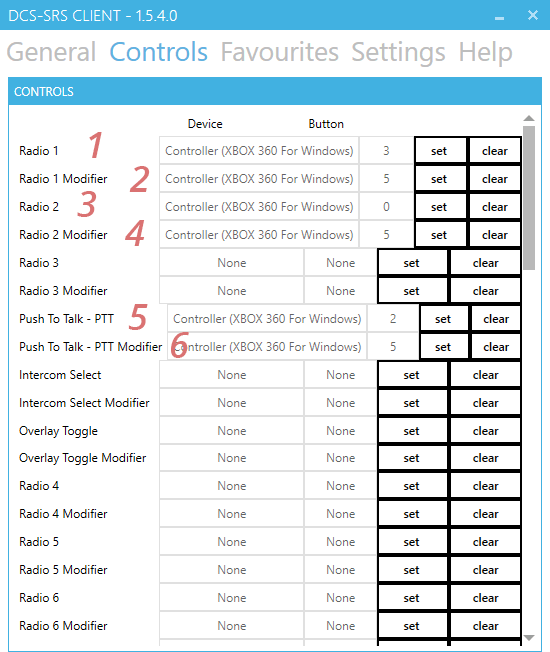 DCS-SRS CLIENT - 1.5.4.0
General Controls Favourites Settings Help
CONTROLS
Device Button
Radio 1 1 Controller (XBOX 360 For Windows) 3 set clear
Radio 1 Modifier 2 Controller (XBOX 360 For Windows) 5 set clear
Radio 2 3 Controller (XBOX 360 For Windows) 0 set clear
Radio 2 Modifier 4 Controller (XBOX 360 For Windows) 5 set clear
Radio 3 None None set clear
Radio 3 Modifier None None set clear
Push To Talk - PTT 5 Controller (XBOX 360 For Windows) 2 set clear
Push To Talk - PTT Modifier 6 Controller (XBOX 360 For Windows) 5 set clear
Intercom Select None None set clear
Intercom Select Modifier None None set clear
Overlay Toggle None None set clear
Overlay Toggle Modifier None None set clear
Radio 4 None None set clear
Radio 4 Modifier None None set clear
Radio 5 None None set clear
Radio 5 Modifier None None set clear
Radio 6 None None set clear
Radio 6 Modifier None None set clear